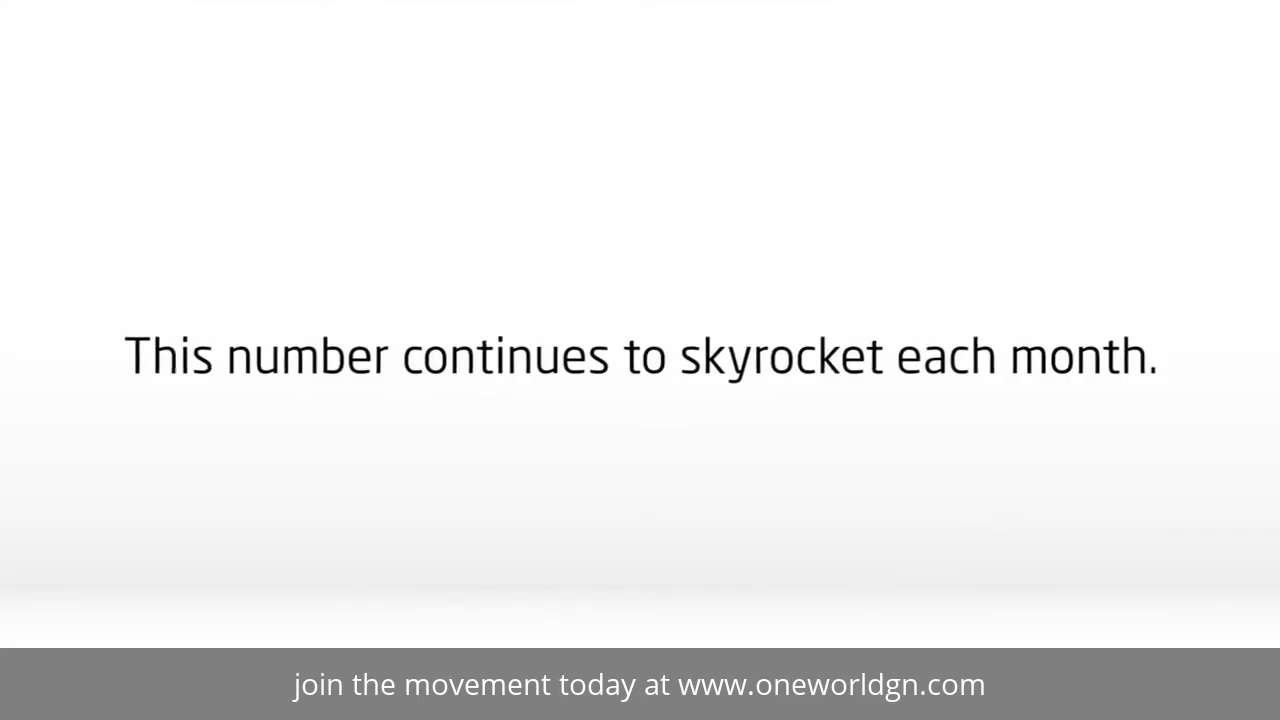 This number continues to skyrocket each month.
join the movement today at www.oneworldgn.com